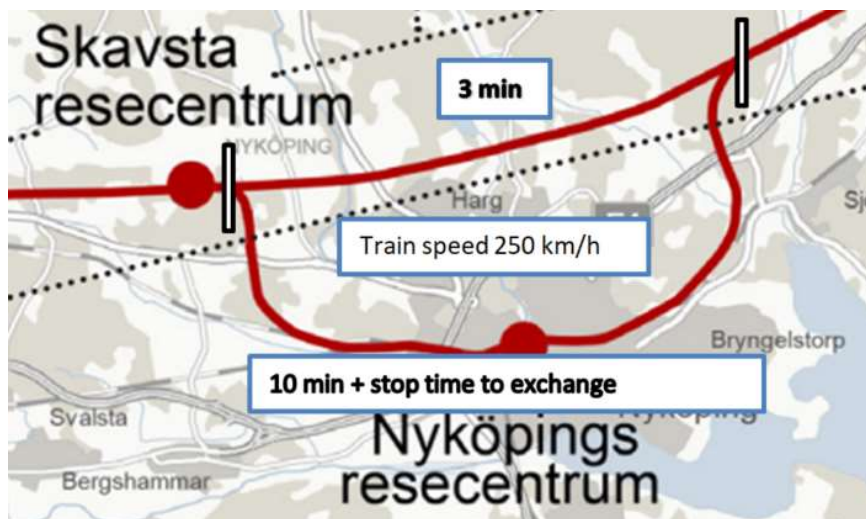 Skavsta
resecentrum
3 min
NYKÖPING
Harg
Train speed 250 km/h
Bryngelstorp
10 min + stop time to exchange
Svalsta
Nyköping
Nyköpings
resecentrum
Bergshammar